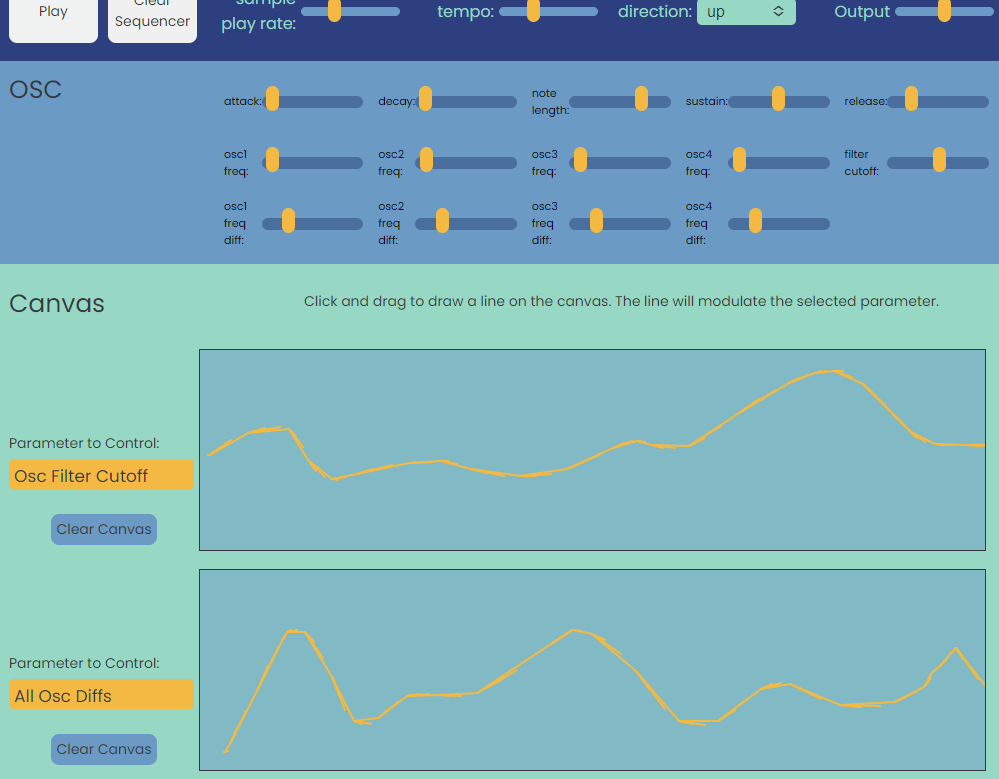 Play
Clear
Sequencer
sample
play rate:
tempo:
direction:
up
Output
OSC
attack:
decay:
note
length:
sustain:
release:
osc1
freq:
osc2
freq:
osc3
freq:
osc4
freq:
filter
cutoff:
osc1
freq
diff:
osc2
freq
diff:
osc3
freq
diff:
osc4
freq
diff:
Canvas
Click and drag to draw a line on the canvas. The line will modulate the selected parameter.
Parameter to Control:
Osc Filter Cutoff
Clear Canvas
Parameter to Control:
All Osc Diffs
Clear Canvas